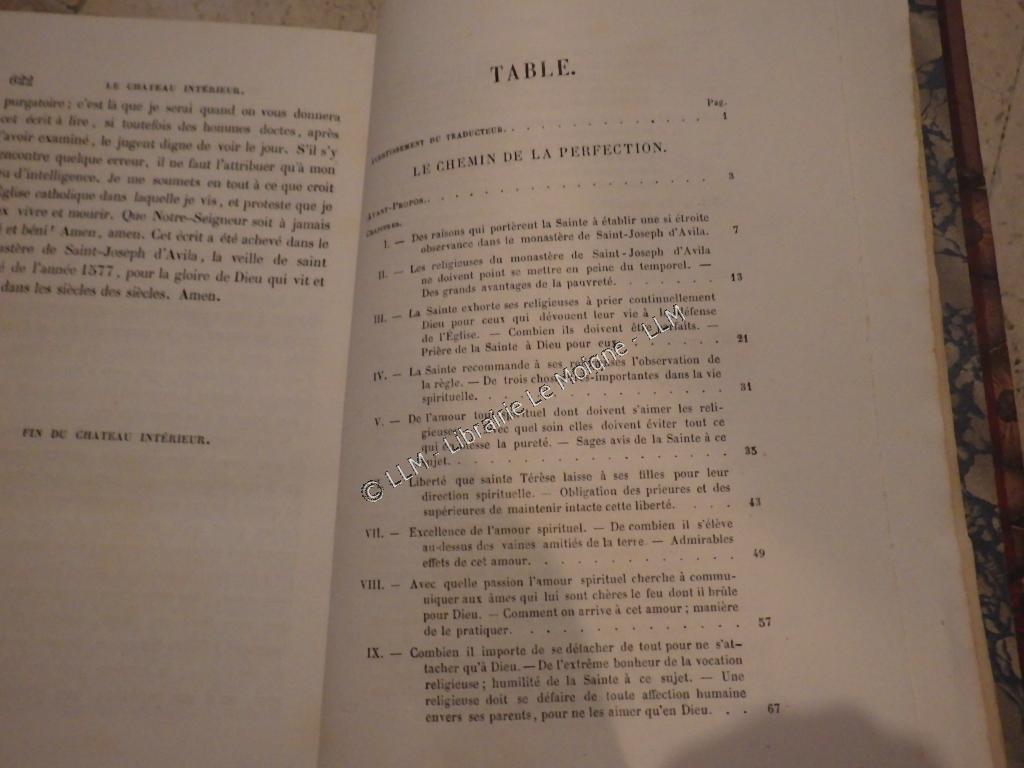 622
LE CHATEAU INTÉRIEUR.
purgatoire; c'est là que je serai quand on vous donnera
cet écrit à lire, si toutefois des hommes doctes, après
l'avoir examiné, le jugent digne de voir le jour. S'il s'y
rencontre quelque erreur, il ne faut l'attribuer qu'à mon
d'intelligence. Je me soumets en tout à ce que croit
Église catholique dans laquelle je vis, et proteste que je
vivre et mourir. Que Notre-Seigneur soit à jamais
et béni! Amen, amen. Cet écrit a été achevé dans le
de Saint-Joseph d'Avila, la veille de saint
de l'année 1577, pour la gloire de Dieu qui vit et
dans les siècles des siècles. Amen.
FIN DU CHATEAU INTÉRIEUR.
TABLE.
Pag.
AVERTISSEMENT DU TRADUCTEUR. . . . . . . . . . . 1
LE CHEMIN DE LA PERFECTION.
AVANT-PROPOS. . . . . . . . . . . . . . . 3
CHAPITRES.
I. — Des raisons qui portèrent la Sainte à établir une si étroite
observance dans le monastère de Saint-Joseph d'Avila. 7
II. — Les religieuses du monastère de Saint-Joseph d'Avila
ne doivent point se mettre en peine du temporel. —
Des grands avantages de la pauvreté. . . . . . . 13
III. — La Sainte exhorte ses religieuses à prier continuellement
Dieu pour ceux qui dévouent leur vie à la défense
de l'Église. — Combien ils doivent être parfaits. —
Prière de la Sainte à Dieu pour eux. . . . . . . 21
IV. — La Sainte recommande à ses religieuses l'observation de
la règle. — De trois choses très-importantes dans la vie
spirituelle. . . . . . . . . . . . . . 31
V. — De l'amour tout spirituel dont doivent s'aimer les reli-
gieuses. avec quel soin elles doivent éviter tout ce
qui en blesse la pureté. — Sages avis de la Sainte à ce
sujet. . . . . . . . . . . . . . . 35
Liberté que sainte Térèse laisse à ses filles pour leur
direction spirituelle. — Obligation des prieures et des
supérieures de maintenir intacte cette liberté. . . . 43
VII. — Excellence de l'amour spirituel. — De combien il s'élève
au-dessus des vaines amitiés de la terre. — Admirables
effets de cet amour. . . . . . . . . . . 49
VIII. — Avec quelle passion l'amour spirituel cherche à commu-
niquer aux âmes qui lui sont chères le feu dont il brûle
pour Dieu. — Comment on arrive à cet amour; manière
de le pratiquer. . . . . . . . . . . . 57
IX. — Combien il importe de se détacher de tout pour ne s'at-
tacher qu'à Dieu. — De l'extrême bonheur de la vocation
religieuse; humilité de la Sainte à ce sujet. — Une
religieuse doit se défaire de toute affection humaine
envers ses parents, pour ne les aimer qu'en Dieu. . . 67
© LLM - Librairie Le Moigne - LLM